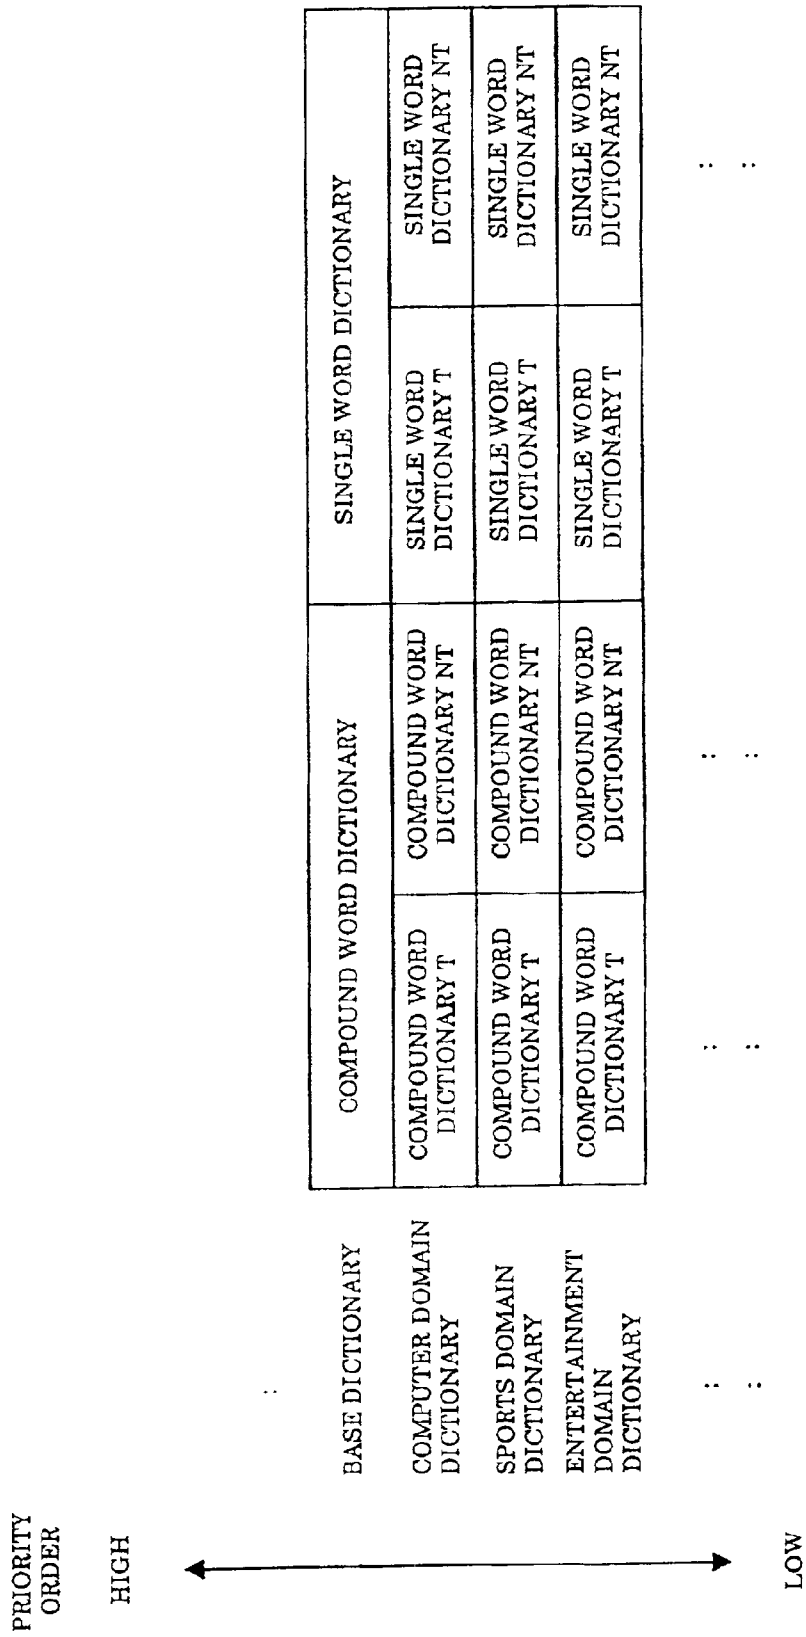 PRIORITY
ORDER
HIGH
:
BASE DICTIONARY
COMPOUND WORD DICTIONARY
SINGLE WORD DICTIONARY
COMPUTER DOMAIN
DICTIONARY
COMPOUND WORD
DICTIONARY T
COMPOUND WORD
DICTIONARY NT
SINGLE WORD
DICTIONARY T
SINGLE WORD
DICTIONARY NT
SPORTS DOMAIN
DICTIONARY
COMPOUND WORD
DICTIONARY T
COMPOUND WORD
DICTIONARY NT
SINGLE WORD
DICTIONARY T
SINGLE WORD
DICTIONARY NT
ENTERTAINMENT
DOMAIN
DICTIONARY
COMPOUND WORD
DICTIONARY T
COMPOUND WORD
DICTIONARY NT
SINGLE WORD
DICTIONARY T
SINGLE WORD
DICTIONARY NT
: : : :
: : : :
LOW